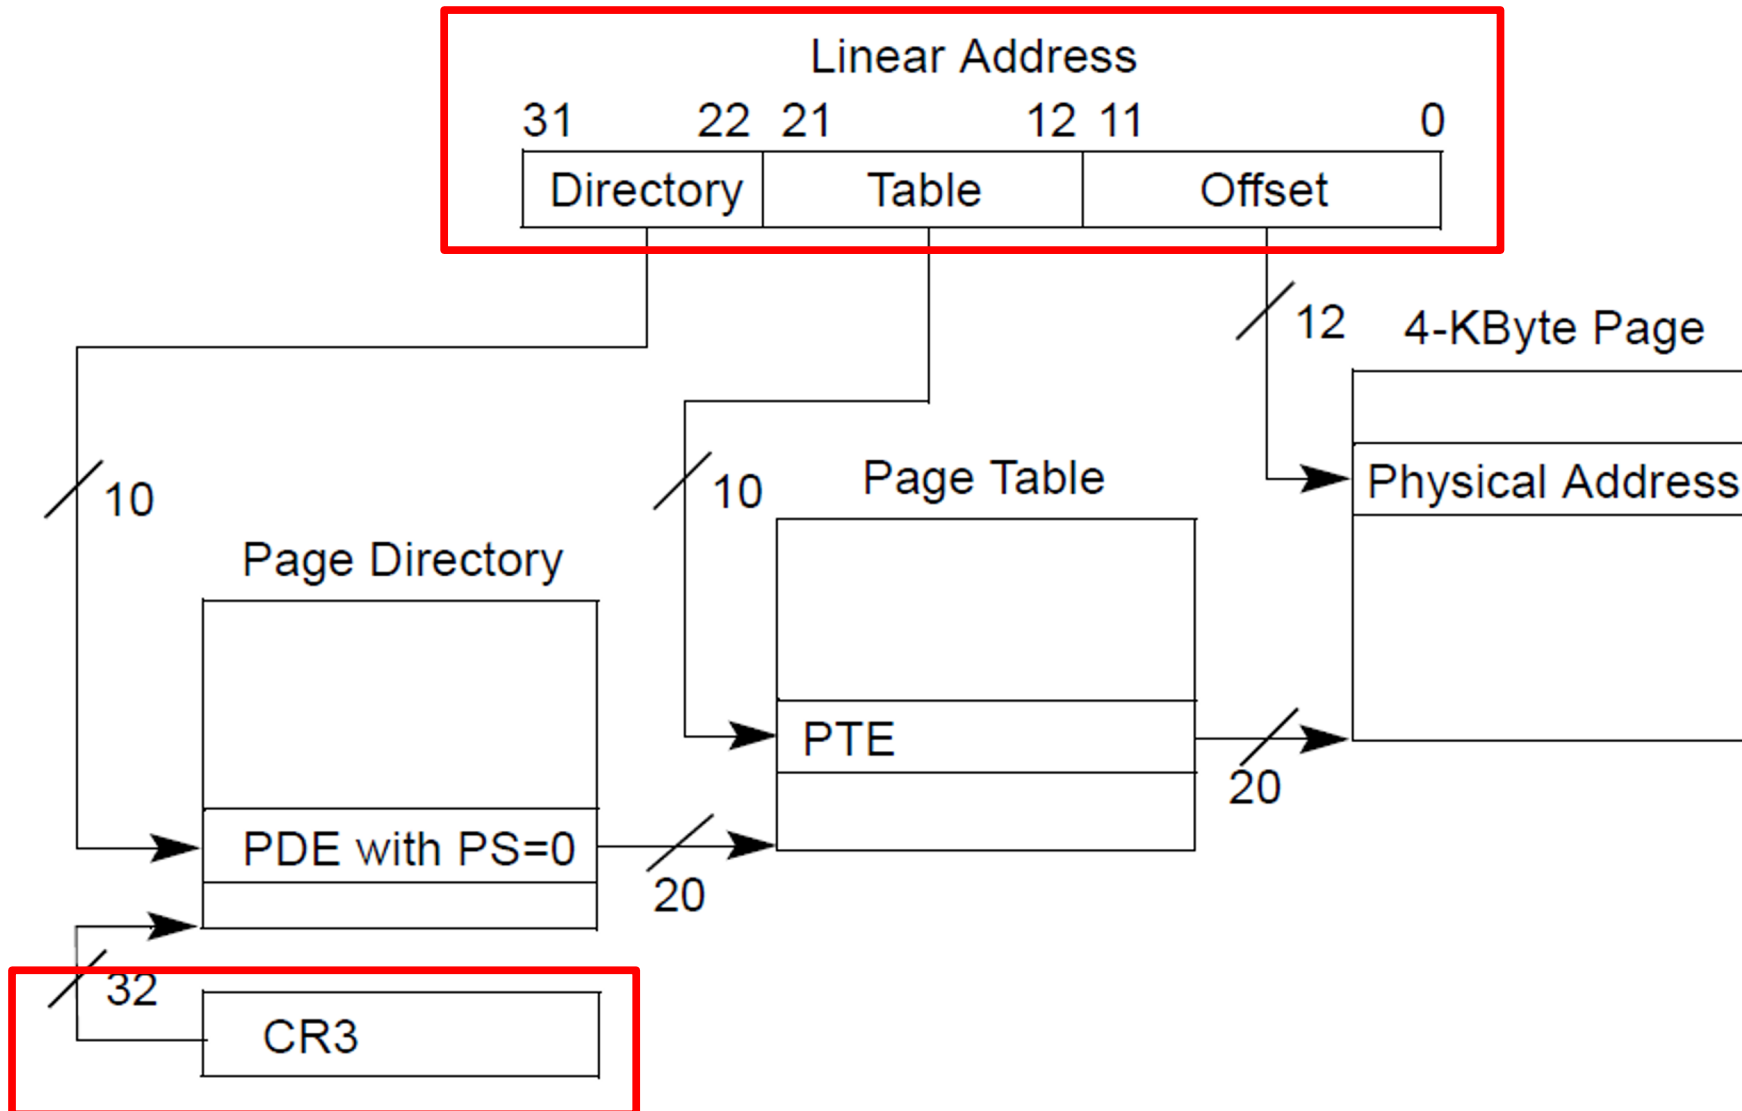 Linear Address
31 22 21 12 11 0
Directory Table Offset
12
4-KByte Page
10
10
Page Table
Physical Address
Page Directory
PTE
20
PDE with PS=0
20
32
CR3